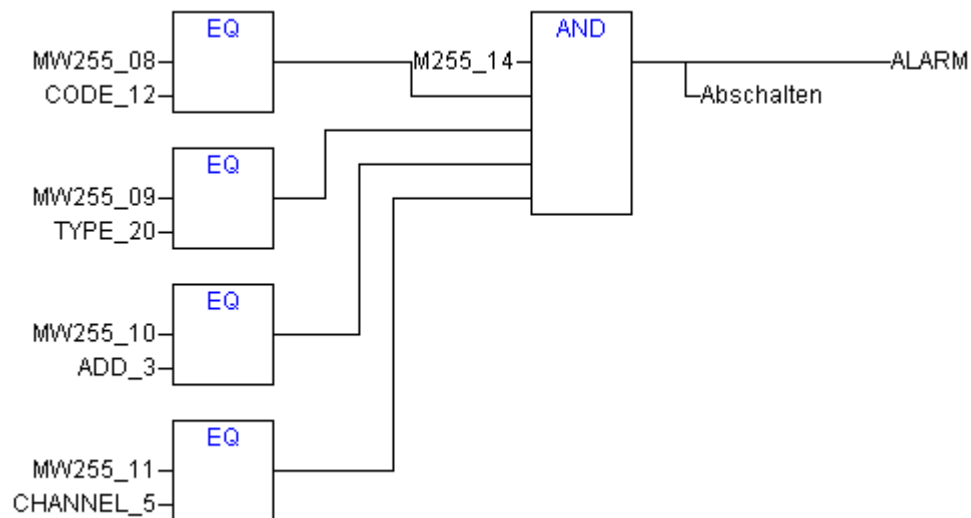 EQ
AND
MW255_08
M255_14
ALARM
CODE_12
Abschalten
EQ
MW255_09
TYPE_20
EQ
MW255_10
ADD_3
EQ
MW255_11
CHANNEL_5